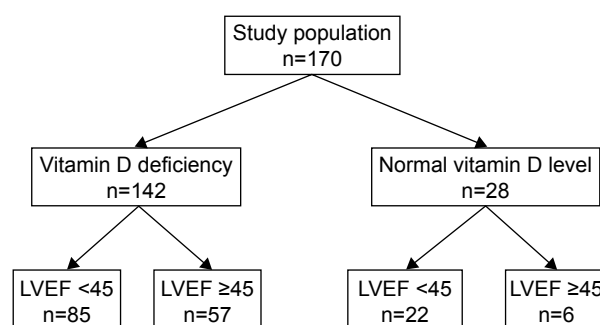 Study population
n=170
Vitamin D deficiency
n=142
Normal vitamin D level
n=28
LVEF <45
n=85
LVEF ≥45
n=57
LVEF <45
n=22
LVEF ≥45
n=6